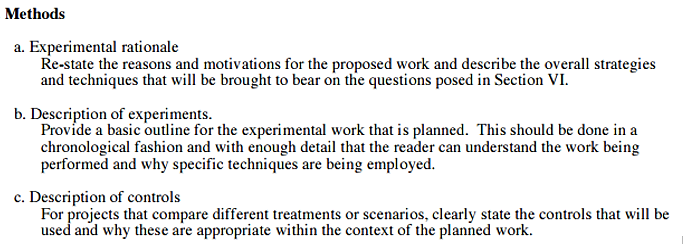 Methods
a. Experimental rationale
Re-state the reasons and motivations for the proposed work and describe the overall strategies
and techniques that will be brought to bear on the questions posed in Section VI.
b. Description of experiments.
Provide a basic outline for the experimental work that is planned.  This should be done in a
chronological fashion and with enough detail that the reader can understand the work being
performed and why specific techniques are being employed.
c. Description of controls
For projects that compare different treatments or scenarios, clearly state the controls that will be
used and why these are appropriate within the context of the planned work.